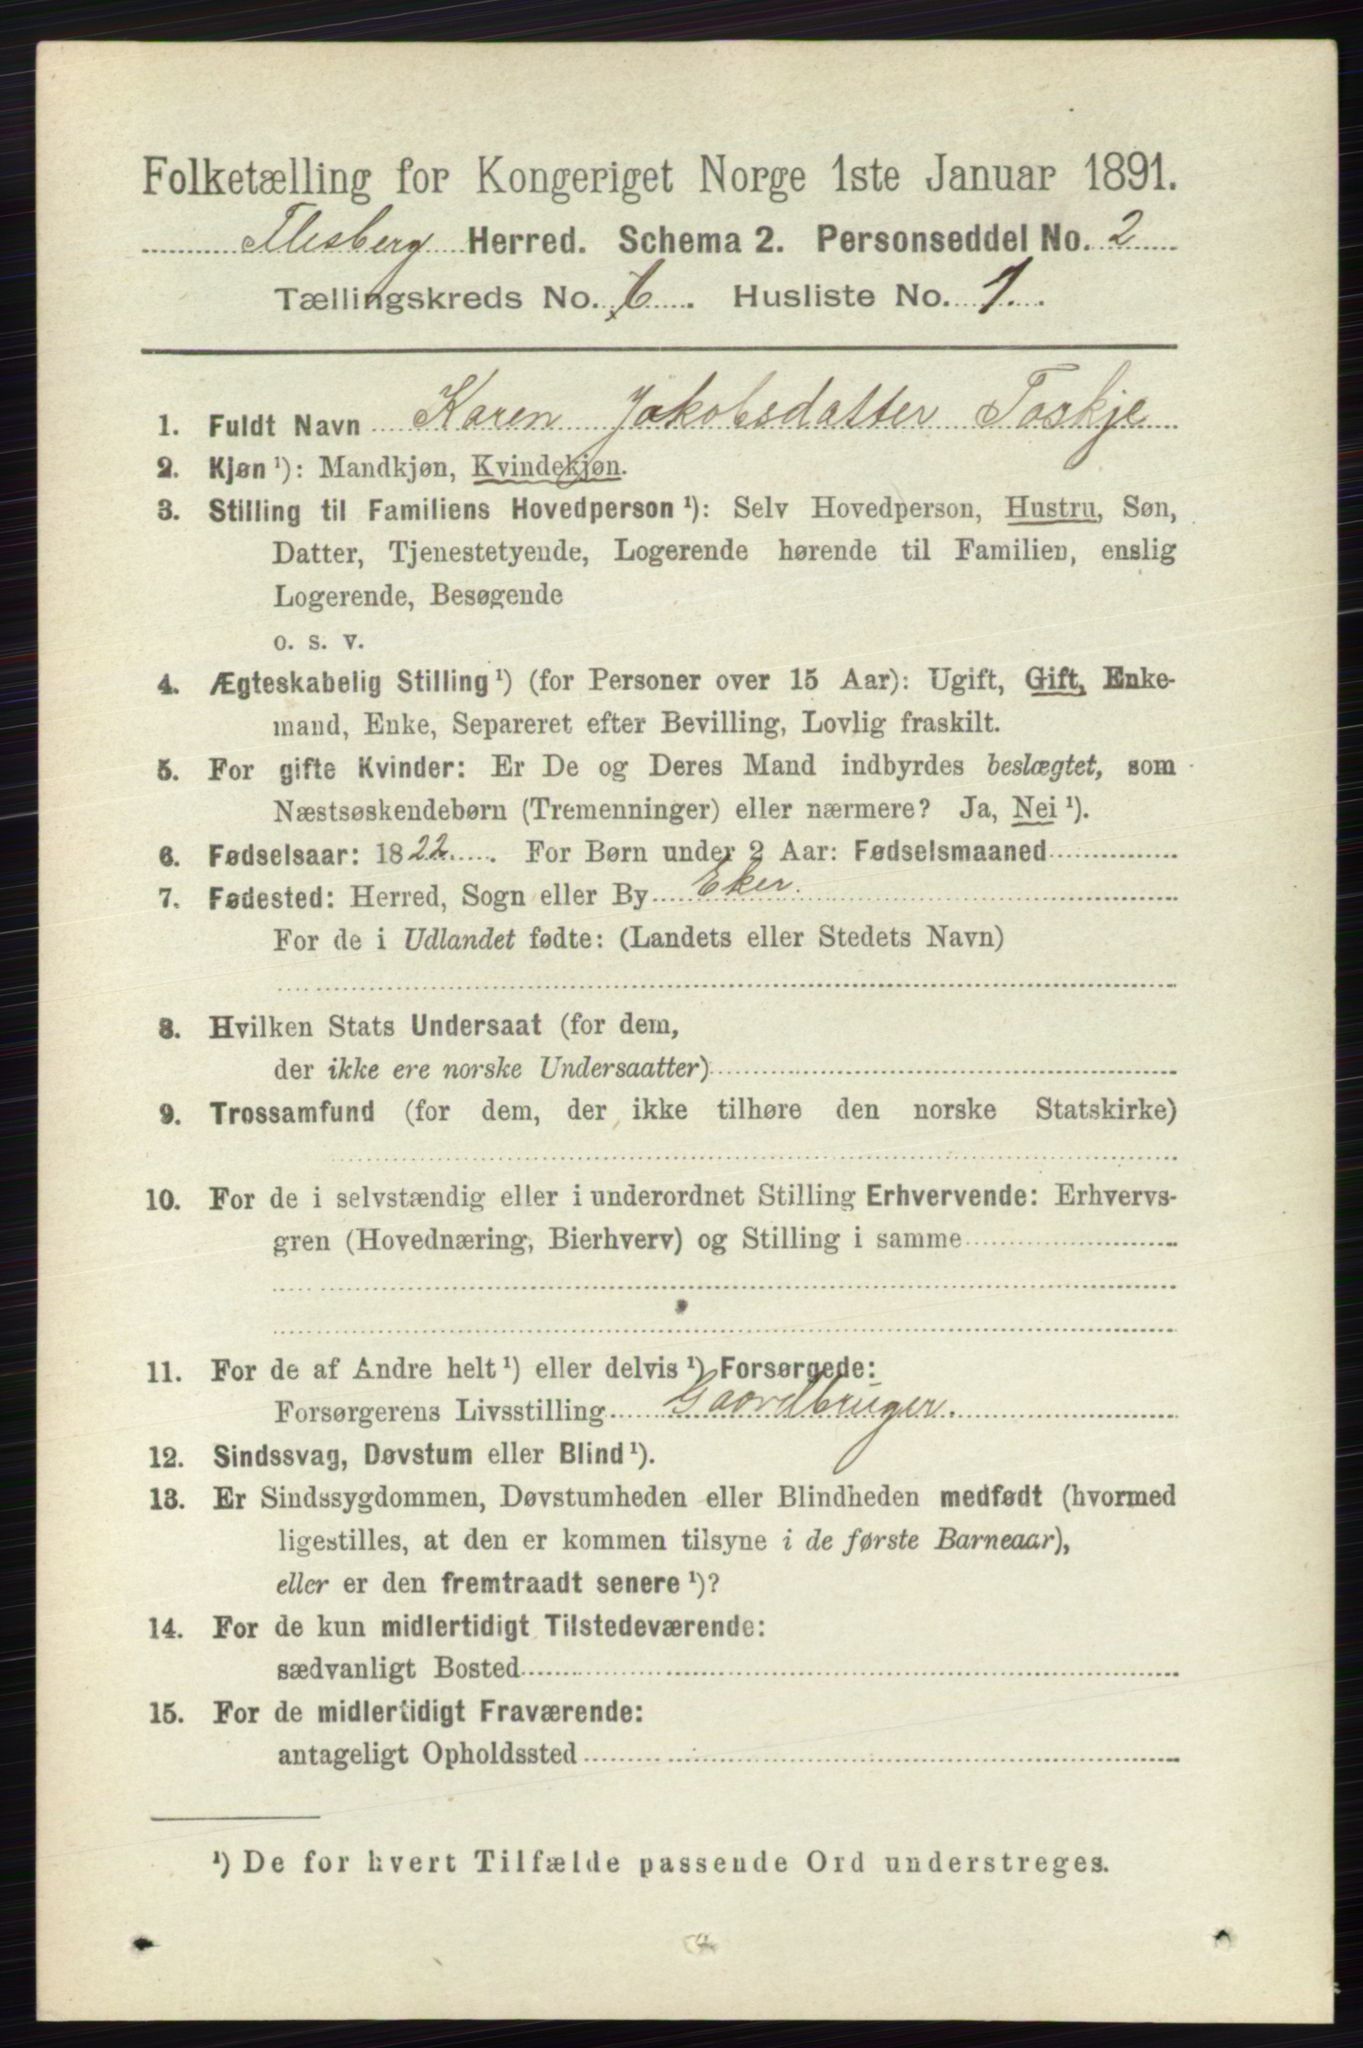 Folketælling for Kongeriget Norge 1ste Januar 1891.
Flesberg Herred. Schema 2. Personseddel No. 2
Tællingskreds No. 6. Husliste No. 1.
1. Fuldt Navn Karen Jakobsdatter Taskje
2. Kjøn ¹): Mandkjøn, Kvindekjøn.
3. Stilling til Familiens Hovedperson ¹): Selv Hovedperson, Hustru, Søn,
Datter, Tjenestetyende, Logerende hørende til Familien, enslig
Logerende, Besøgende
o. s. v.
4. Ægteskabelig Stilling ¹) (for Personer over 15 Aar): Ugift, Gift, Enke-
mand, Enke, Separeret efter Bevilling, Lovlig fraskilt.
5. For gifte Kvinder: Er De og Deres Mand indbyrdes beslægtet, som
Næstsøskendebørn (Tremenninger) eller nærmere? Ja, Nei ¹).
6. Fødselsaar: 1822. For Børn under 2 Aar: Fødselsmaaned
7. Fødested: Herred, Sogn eller By Eker.
For de i Udlandet fødte: (Landets eller Stedets Navn)
8. Hvilken Stats Undersaat (for dem,
der ikke ere norske Undersaatter)
9. Trossamfund (for dem, der ikke tilhøre den norske Statskirke)
10. For de i selvstændig eller i underordnet Stilling Erhvervende: Erhvervs-
gren (Hovednæring, Bierhverv) og Stilling i samme
11. For de af Andre helt ¹) eller delvis ¹) Forsørgede:
Forsørgerens Livsstilling Gaardbruger.
12. Sindssvag, Døvstum eller Blind ¹).
13. Er Sindssygdommen, Døvstumheden eller Blindheden medfødt (hvormed
ligestilles, at den er kommen tilsyne i de første Barneaar),
eller er den fremtraadt senere ¹)?
14. For de kun midlertidigt Tilstedeværende:
sædvanligt Bosted
15. For de midlertidigt Fraværende:
antageligt Opholdssted
¹) De for hvert Tilfælde passende Ord understreges.